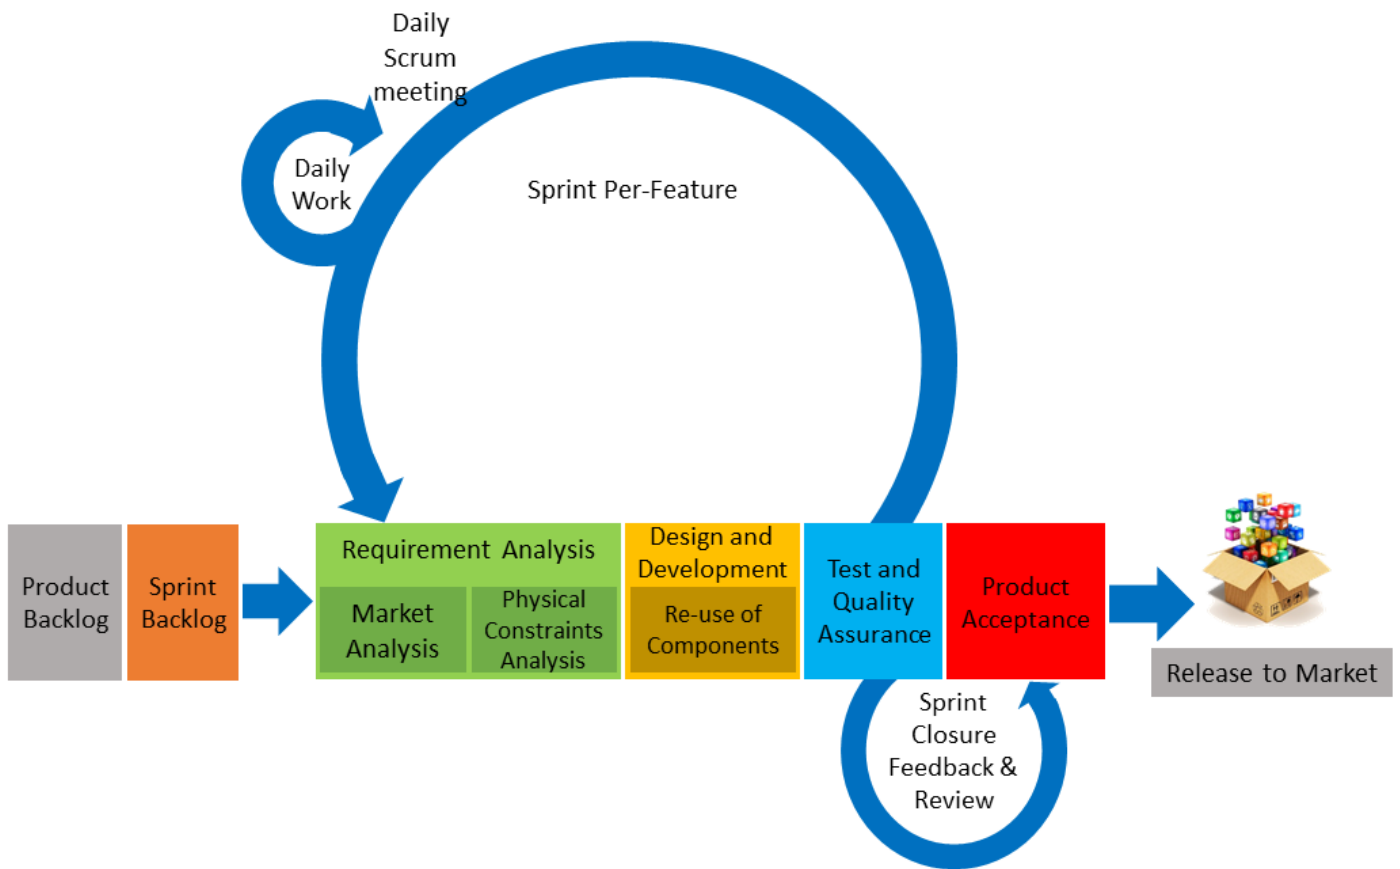 Daily
Scrum
meeting
Daily
Work
Sprint Per-Feature
Product
Backlog
Sprint
Backlog
Requirement Analysis
Market
Analysis
Physical
Constraints
Analysis
Design and
Development
Re-use of
Components
Test and
Quality
Assurance
Product
Acceptance
Release to Market
Sprint
Closure
Feedback &
Review